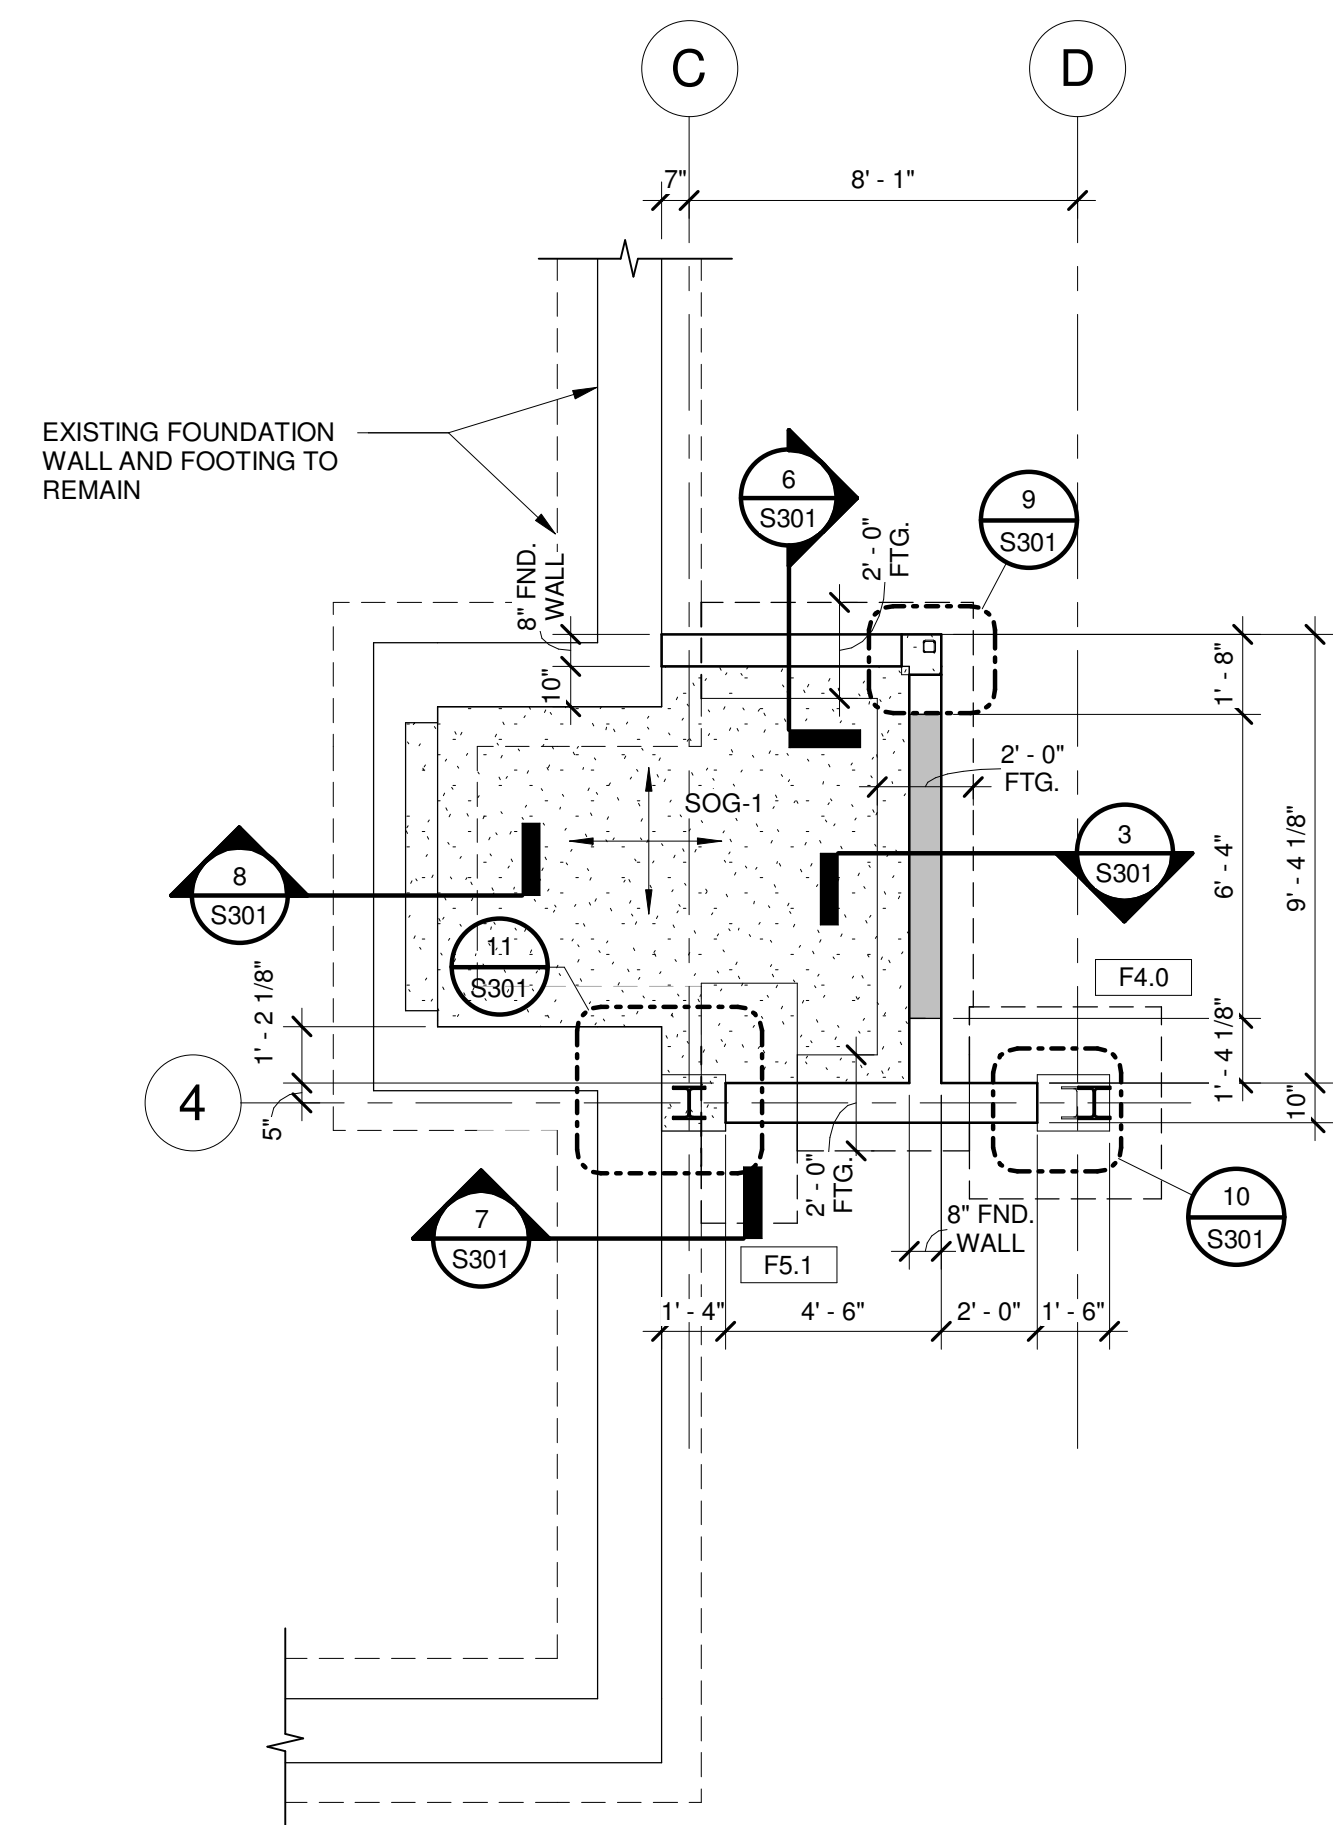 C
D
7"
8' - 1"
EXISTING FOUNDATION
WALL AND FOOTING TO
REMAIN
6
S301
9
S301
2' - 0"
FTG.
8" FND.
WALL
10"
1' - 8"
2' - 0"
FTG.
SOG-1
3
S301
6' - 4"
9' - 4 1/8"
8
S301
11
S301
F4.0
1' - 2 1/8"
1' - 4 1/8"
4
5"
10"
2' - 0"
FTG.
7
S301
8" FND.
WALL
10
S301
F5.1
1' - 4"
4' - 6"
2' - 0"
1' - 6"